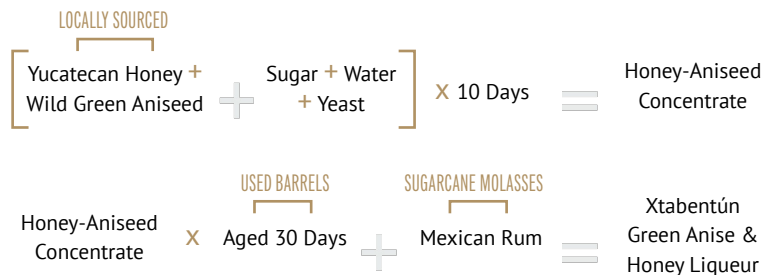 LOCALLY SOURCED
Yucatecan Honey + Sugar + Water x 10 Days = Honey-Aniseed
Wild Green Aniseed + + Yeast Concentrate
USED BARRELS SUGARCANE MOLASSES
Honey-Aniseed x Aged 30 Days + Mexican Rum = Xtabentún
Concentrate Green Anise &
Honey Liqueur